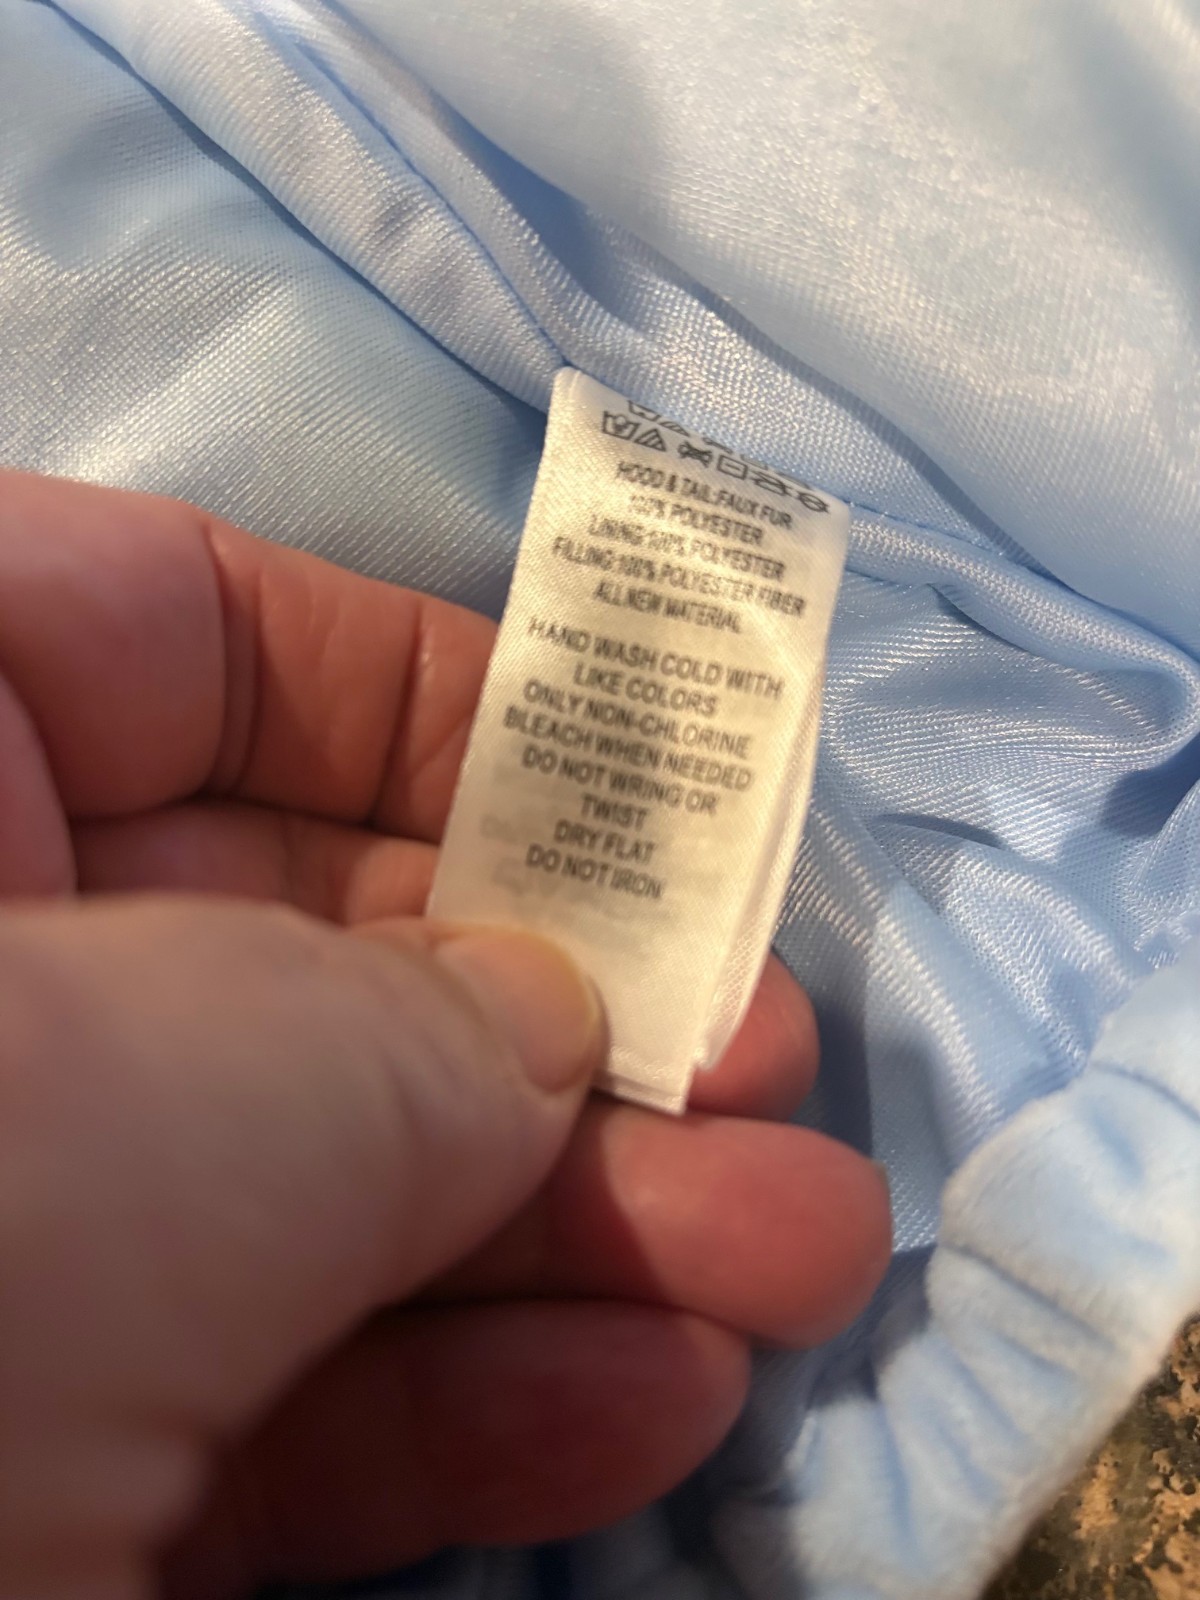 HOOD & TAIL:FAUX FUR
100% POLYESTER
LINING:100% POLYESTER
FILLING:100% POLYESTER FIBER
ALL NEW MATERIAL
HAND WASH COLD WITH
LIKE COLORS
ONLY NON-CHLORINE
BLEACH WHEN NEEDED
DO NOT WRING OR
TWIST
DRY FLAT
DO NOT IRON